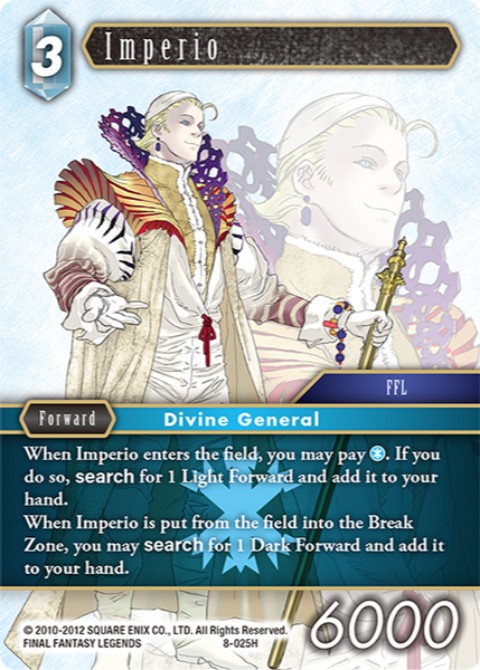 3
Imperio
FFL
Forward
Divine General
When Imperio enters the field, you may pay . If you
do so, search for 1 Light Forward and add it to your
hand.
When Imperio is put from the field into the Break
Zone, you may search for 1 Dark Forward and add it
to your hand.
© 2010-2012 SQUARE ENIX CO., LTD. All Rights Reserved.
FINAL FANTASY LEGENDS
8-025H
6000